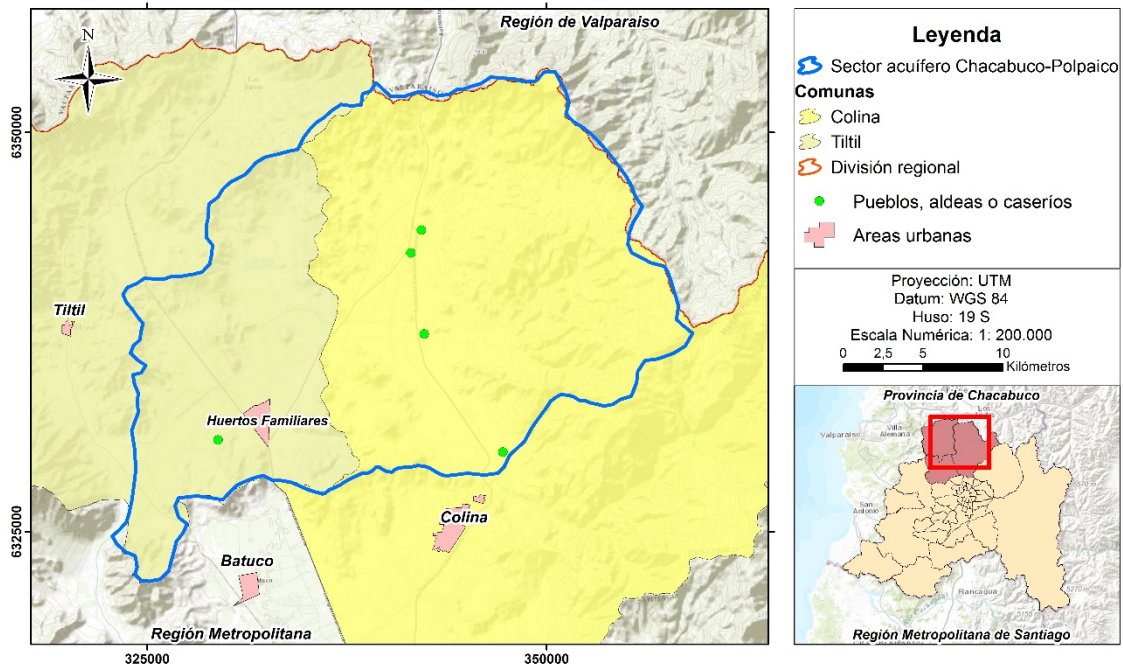 Región de Valparaiso
N
VALPARAÍSO
6350000
Tiltil
Huertos Familiares
6325000
Colina
Batuco
Región Metropolitana
325000
350000
Leyenda
Sector acuífero Chacabuco-Polpaico
Comunas
Colina
Tiltil
División regional
Pueblos, aldeas o caseríos
Areas urbanas
Proyección: UTM
Datum: WGS 84
Huso: 19 S
Escala Numérica: 1: 200.000
0 2,5 5 10
Kilómetros
Provincia de Chacabuco
Valparaíso
Villa
Alemana
San
Antonio
Rancagua
5270 m
Región Metropolitana de Santiago